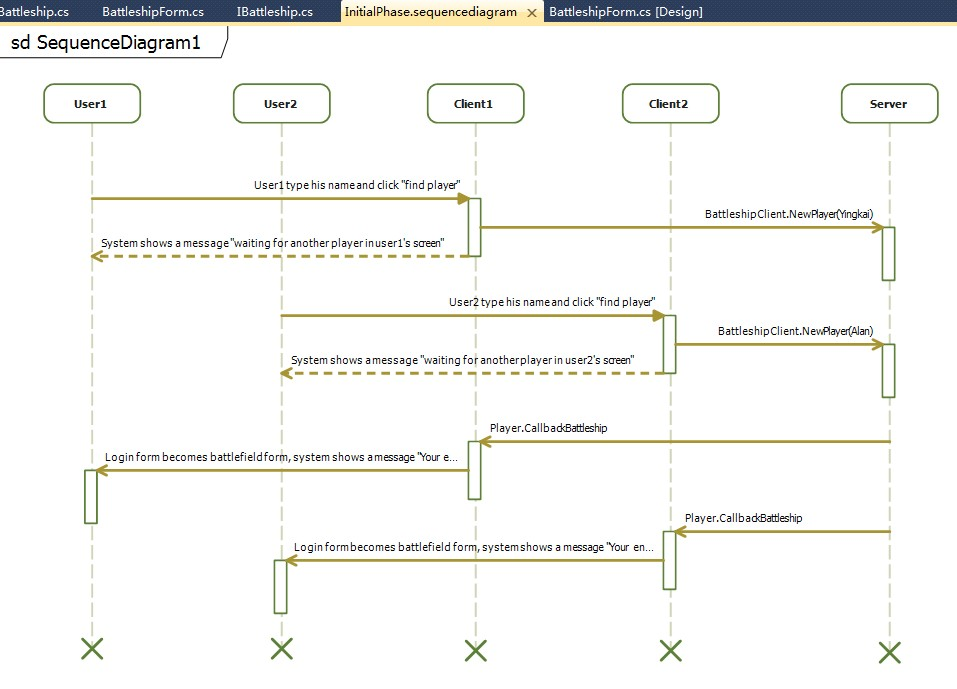 Battleship.cs BattleshipForm.cs IBattleship.cs InitialPhase.sequencediagram BattleshipForm.cs [Design]
sd SequenceDiagram1
User1 User2 Client1 Client2 Server
User1 type his name and click "find player"
BattleshipClient.NewPlayer(Yingkai)
System shows a message "waiting for another player in user1's screen"
User2 type his name and click "find player"
BattleshipClient.NewPlayer(Alan)
System shows a message "waiting for another player in user2's screen"
Player.CallbackBattleship
Login form becomes battlefield form, system shows a message "Your e...
Player.CallbackBattleship
Login form becomes battlefield form, system shows a message "Your en...